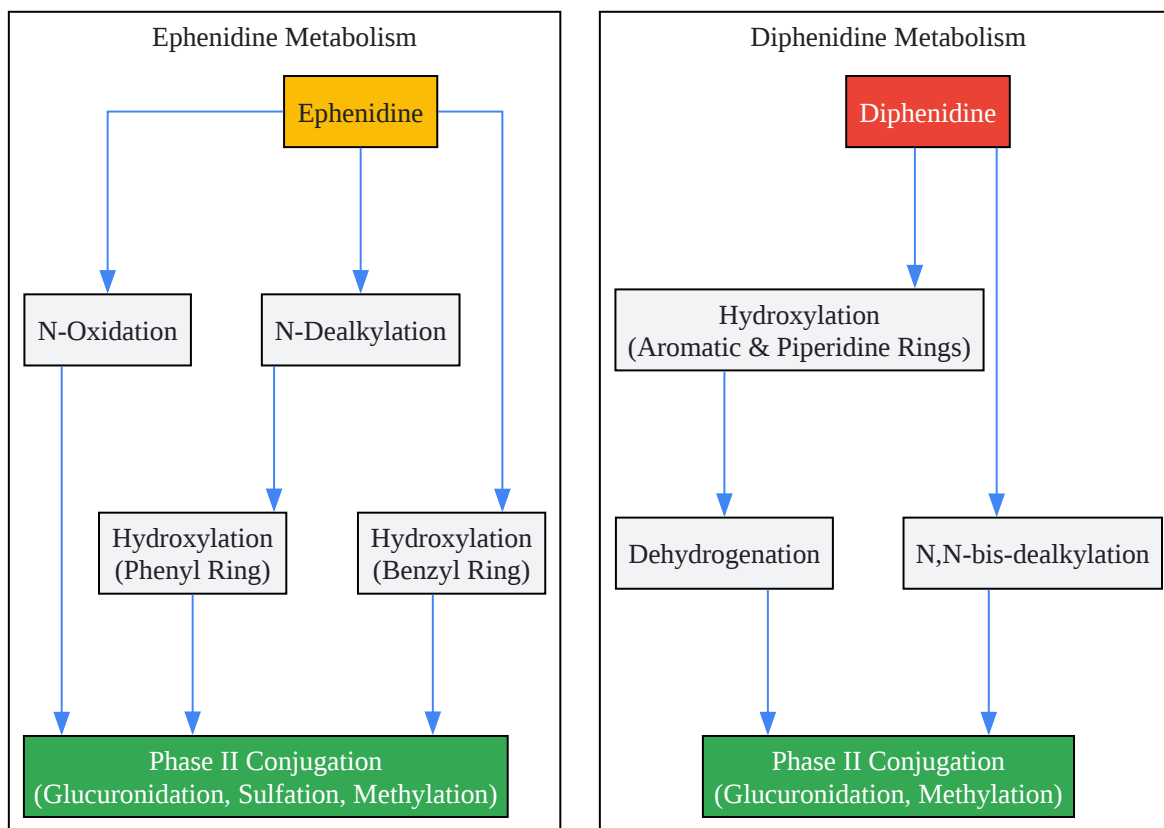 Ephenidine Metabolism
Ephenidine
N-Oxidation
N-Dealkylation
Hydroxylation
(Phenyl Ring)
Hydroxylation
(Benzyl Ring)
Phase II Conjugation
(Glucuronidation, Sulfation, Methylation)
Diphenidine Metabolism
Diphenidine
Hydroxylation
(Aromatic & Piperidine Rings)
Dehydrogenation
N,N-bis-dealkylation
Phase II Conjugation
(Glucuronidation, Methylation)